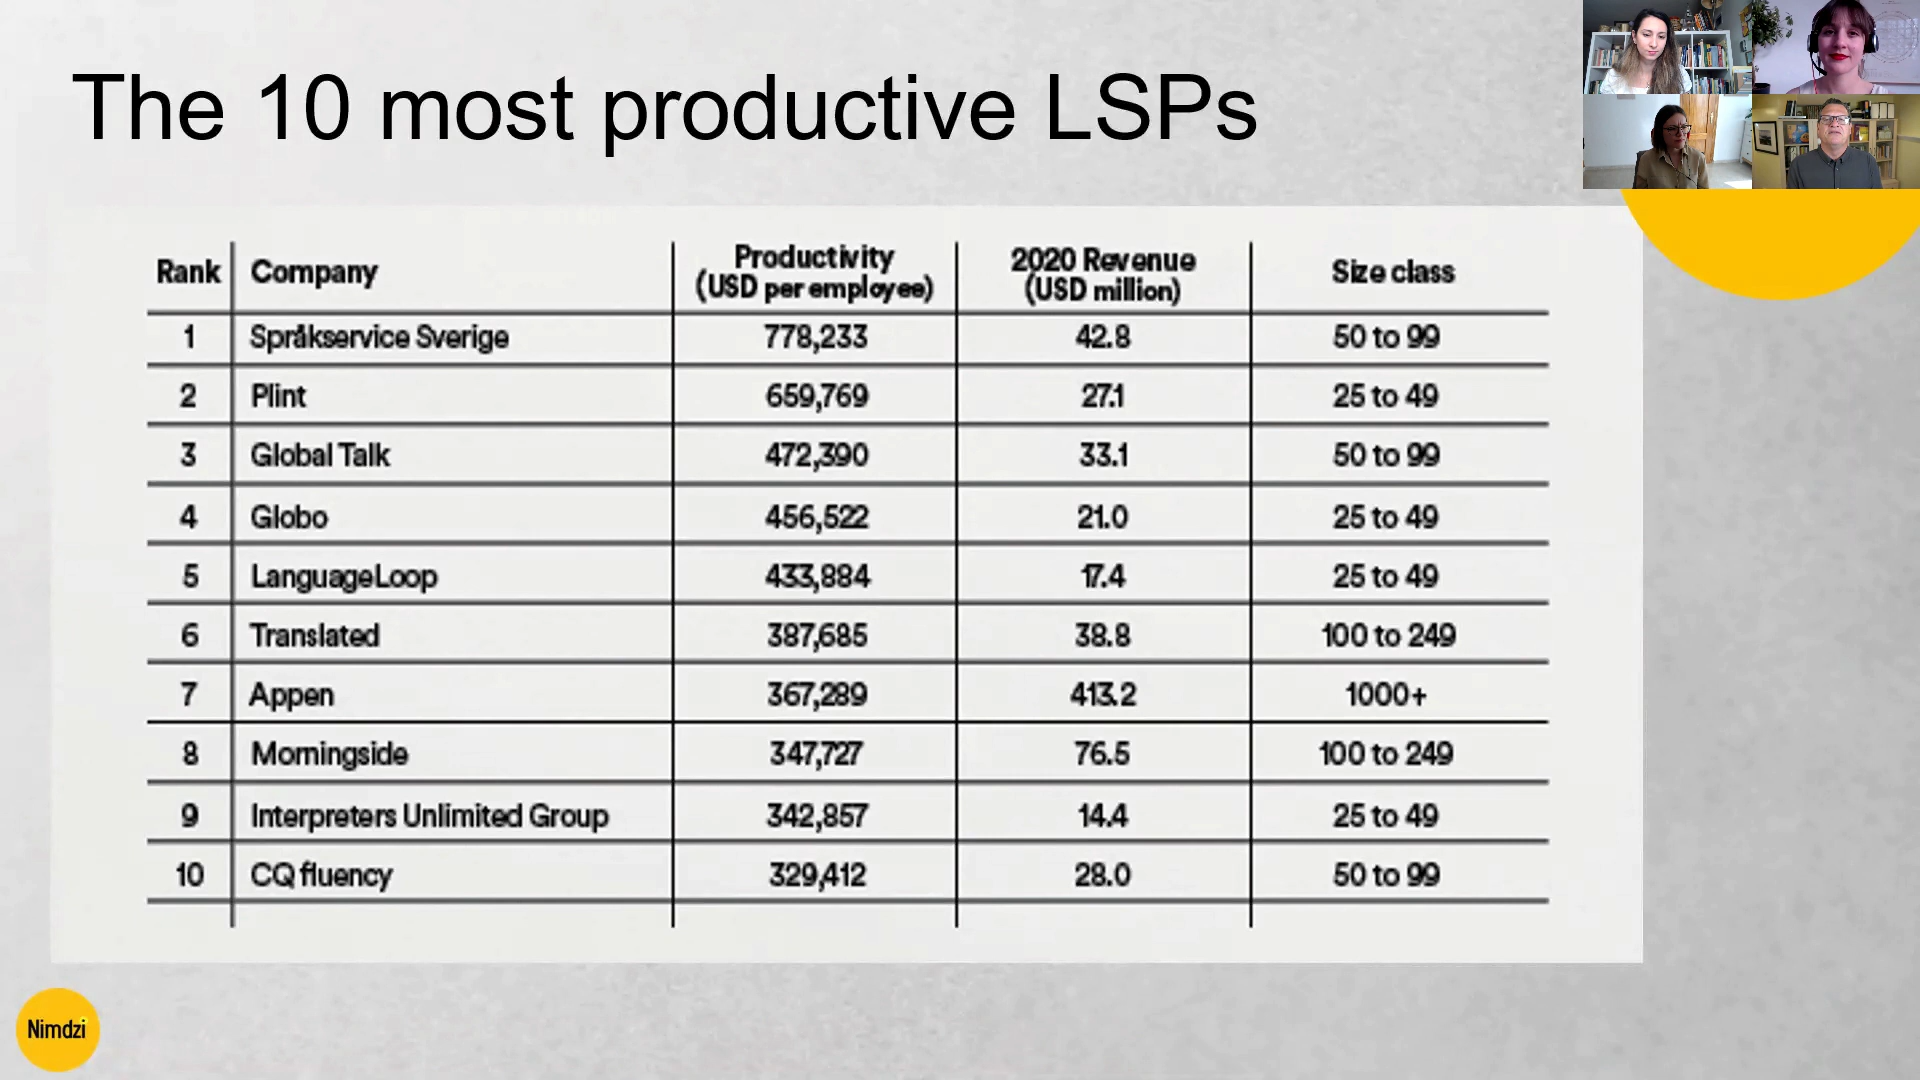 The 10 most productive LSPs
Rank Company Productivity (USD per employee) 2020 Revenue (USD million) Size class
1 Språkservice Sverige 778,233 42.8 50 to 99
2 Plint 659,769 27.1 25 to 49
3 Global Talk 472,390 33.1 50 to 99
4 Globo 456,522 21.0 25 to 49
5 LanguageLoop 433,884 17.4 25 to 49
6 Translated 387,685 38.8 100 to 249
7 Appen 367,289 413.2 1000+
8 Morningside 347,727 76.5 100 to 249
9 Interpreters Unlimited Group 342,857 14.4 25 to 49
10 CQ fluency 329,412 28.0 50 to 99
Nimdzi